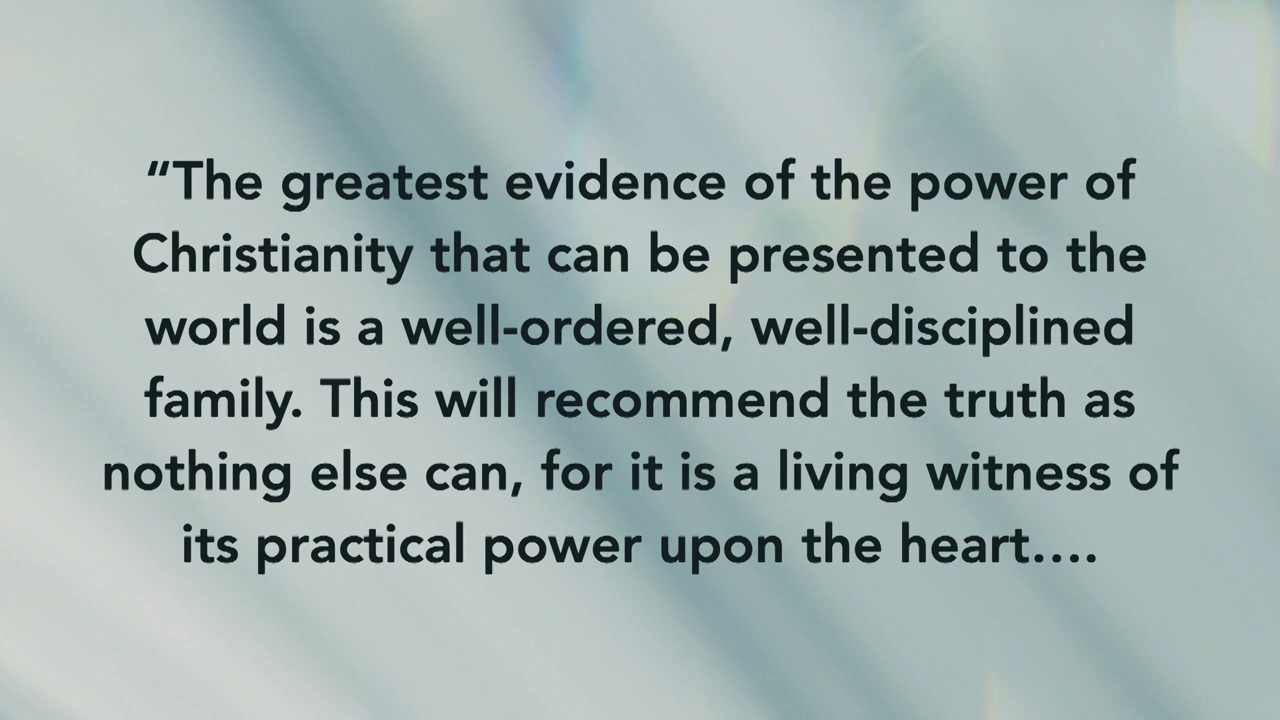 “The greatest evidence of the power of
Christianity that can be presented to the
world is a well-ordered, well-disciplined
family. This will recommend the truth as
nothing else can, for it is a living witness of
its practical power upon the heart....